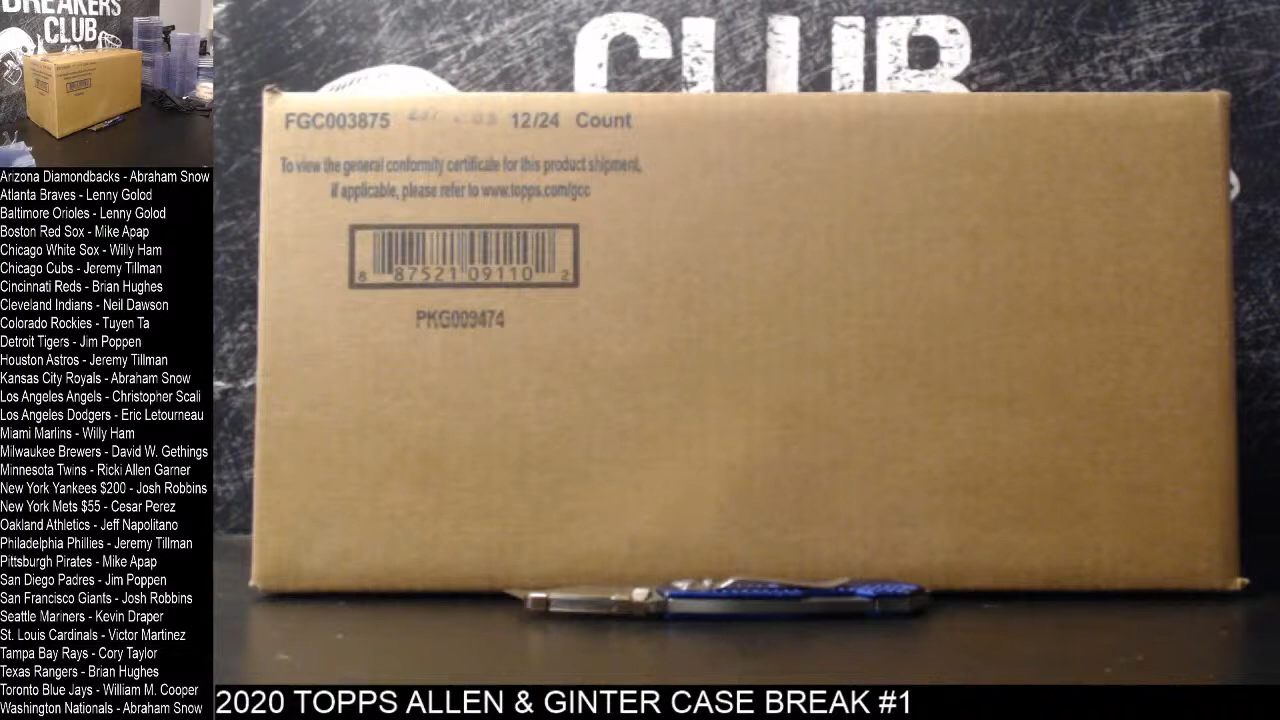 BREAKERS
CLUB
CLUB
FGC003875 12/24 Count
To view the general conformity certificate for this product shipment,
if applicable, please refer to www.topps.com/gcc
8 87521 09110 2
PKG009474
Arizona Diamondbacks - Abraham Snow
Atlanta Braves - Lenny Golod
Baltimore Orioles - Lenny Golod
Boston Red Sox - Mike Apap
Chicago White Sox - Willy Ham
Chicago Cubs - Jeremy Tillman
Cincinnati Reds - Brian Hughes
Cleveland Indians - Neil Dawson
Colorado Rockies - Tuyen Ta
Detroit Tigers - Jim Poppen
Houston Astros - Jeremy Tillman
Kansas City Royals - Abraham Snow
Los Angeles Angels - Christopher Scali
Los Angeles Dodgers - Eric Letourneau
Miami Marlins - Willy Ham
Milwaukee Brewers - David W. Gethings
Minnesota Twins - Ricki Allen Garner
New York Yankees $200 - Josh Robbins
New York Mets $55 - Cesar Perez
Oakland Athletics - Jeff Napolitano
Philadelphia Phillies - Jeremy Tillman
Pittsburgh Pirates - Mike Apap
San Diego Padres - Jim Poppen
San Francisco Giants - Josh Robbins
Seattle Mariners - Kevin Draper
St. Louis Cardinals - Victor Martinez
Tampa Bay Rays - Cory Taylor
Texas Rangers - Brian Hughes
Toronto Blue Jays - William M. Cooper
Washington Nationals - Abraham Snow
2020 TOPPS ALLEN & GINTER CASE BREAK #1